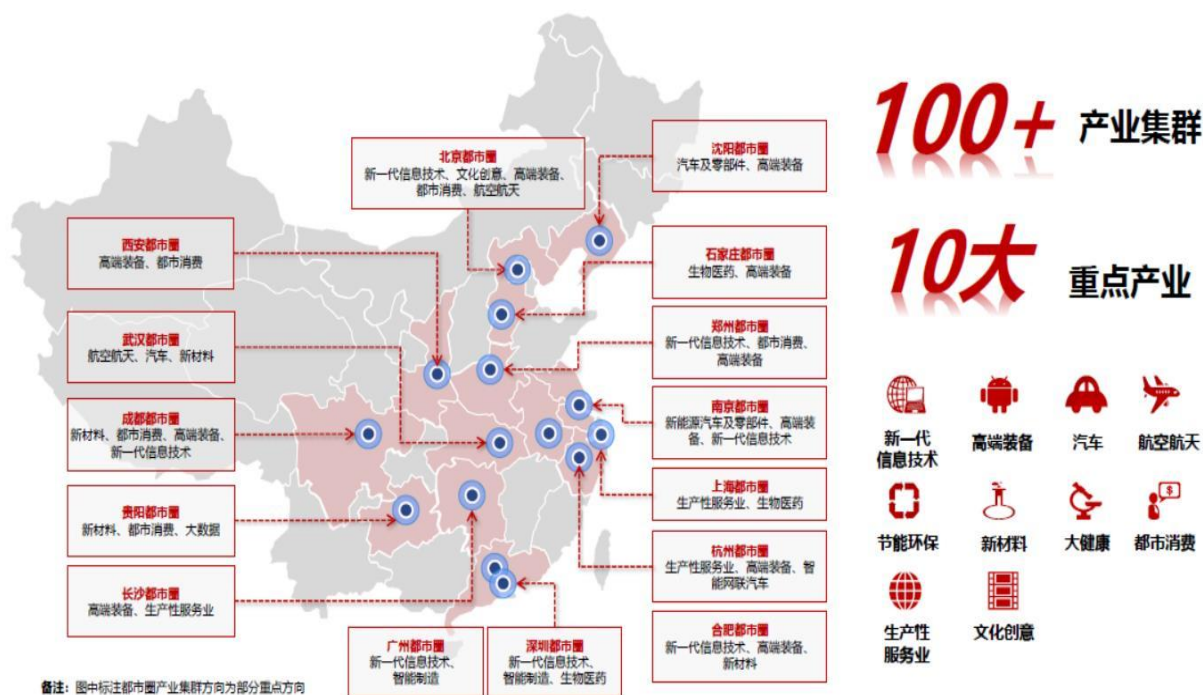 北京都市圈
新一代信息技术、文化创意、高端装备、
都市消费、航空航天
沈阳都市圈
汽车及零部件、高端装备
西安都市圈
高端装备、都市消费
石家庄都市圈
生物医药、高端装备
武汉都市圈
航空航天、汽车、新材料
郑州都市圈
新一代信息技术、都市消费、
高端装备
成都都市圈
新材料、都市消费、高端装备、
新一代信息技术
南京都市圈
新能源汽车及零部件、高端装
备、新一代信息技术
上海都市圈
生产性服务业、生物医药
贵阳都市圈
新材料、都市消费、大数据
杭州都市圈
生产性服务业、高端装备、智
能网联汽车
长沙都市圈
高端装备、生产性服务业
广州都市圈
新一代信息技术、
智能制造
深圳都市圈
新一代信息技术、
智能制造、生物医药
合肥都市圈
新一代信息技术、高端装备、
新材料
备注：图中标注都市圈产业集群方向为部分重点方向
100+ 产业集群
10大 重点产业
新一代
信息技术
高端装备
汽车
航空航天
节能环保
新材料
大健康
都市消费
生产性
服务业
文化创意